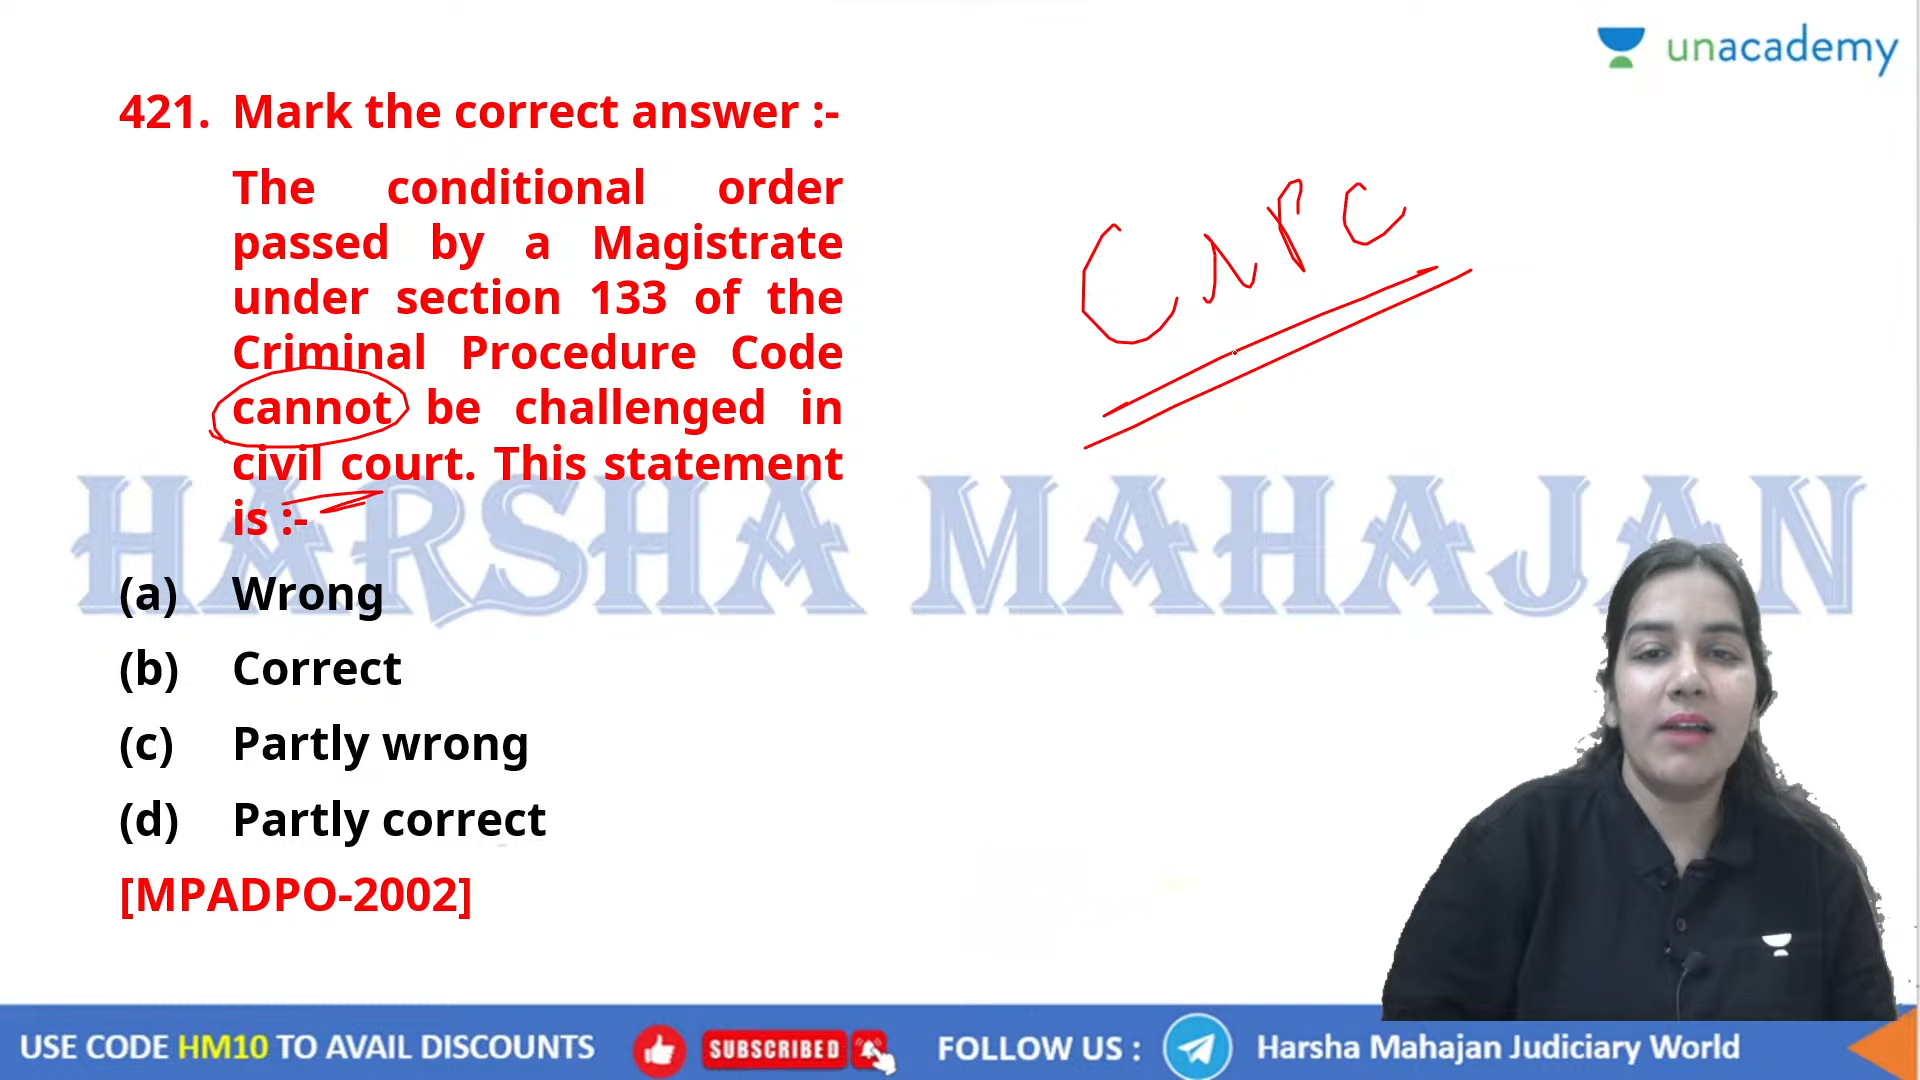 unacademy
421. Mark the correct answer :-
The conditional order
passed by a Magistrate
under section 133 of the
Criminal Procedure Code
cannot be challenged in
civil court. This statement
is :-
CrPC
HARSHA MAHAJAN
(a) Wrong
(b) Correct
(c) Partly wrong
(d) Partly correct
[MPADPO-2002]
USE CODE HM10 TO AVAIL DISCOUNTS
SUBSCRIBED
FOLLOW US :
Harsha Mahajan Judiciary World